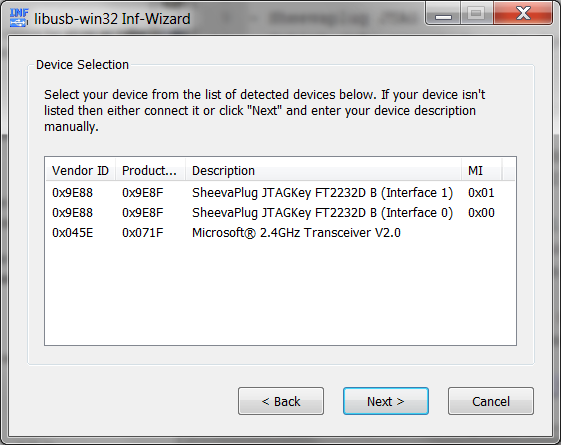 INF
libusb-win32 Inf-Wizard
Device Selection
Select your device from the list of detected devices below. If your device isn't
listed then either connect it or click "Next" and enter your device description
manually.
Vendor ID Product... Description MI
0x9E88 0x9E8F SheevaPlug JTAGKey FT2232D B (Interface 1) 0x01
0x9E88 0x9E8F SheevaPlug JTAGKey FT2232D B (Interface 0) 0x00
0x045E 0x071F Microsoft® 2.4GHz Transceiver V2.0
< Back Next > Cancel